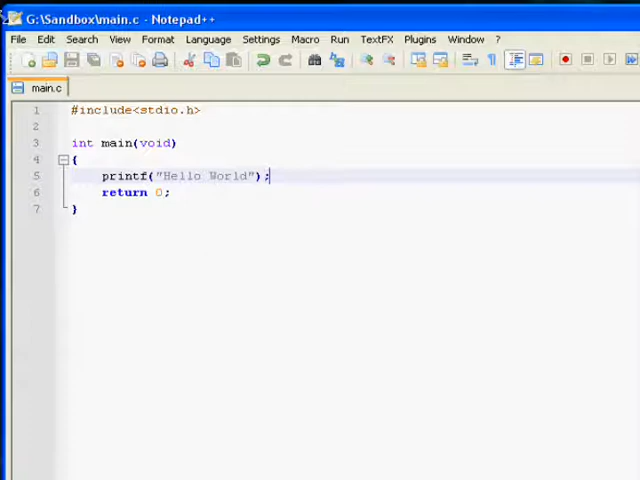 G:\Sandbox\main.c - Notepad++
File Edit Search View Format Language Settings Macro Run TextFX Plugins Window ?
main.c
1 #include<stdio.h>
2
3 int main(void)
4 {
5 printf("Hello World");
6 return 0;
7 }